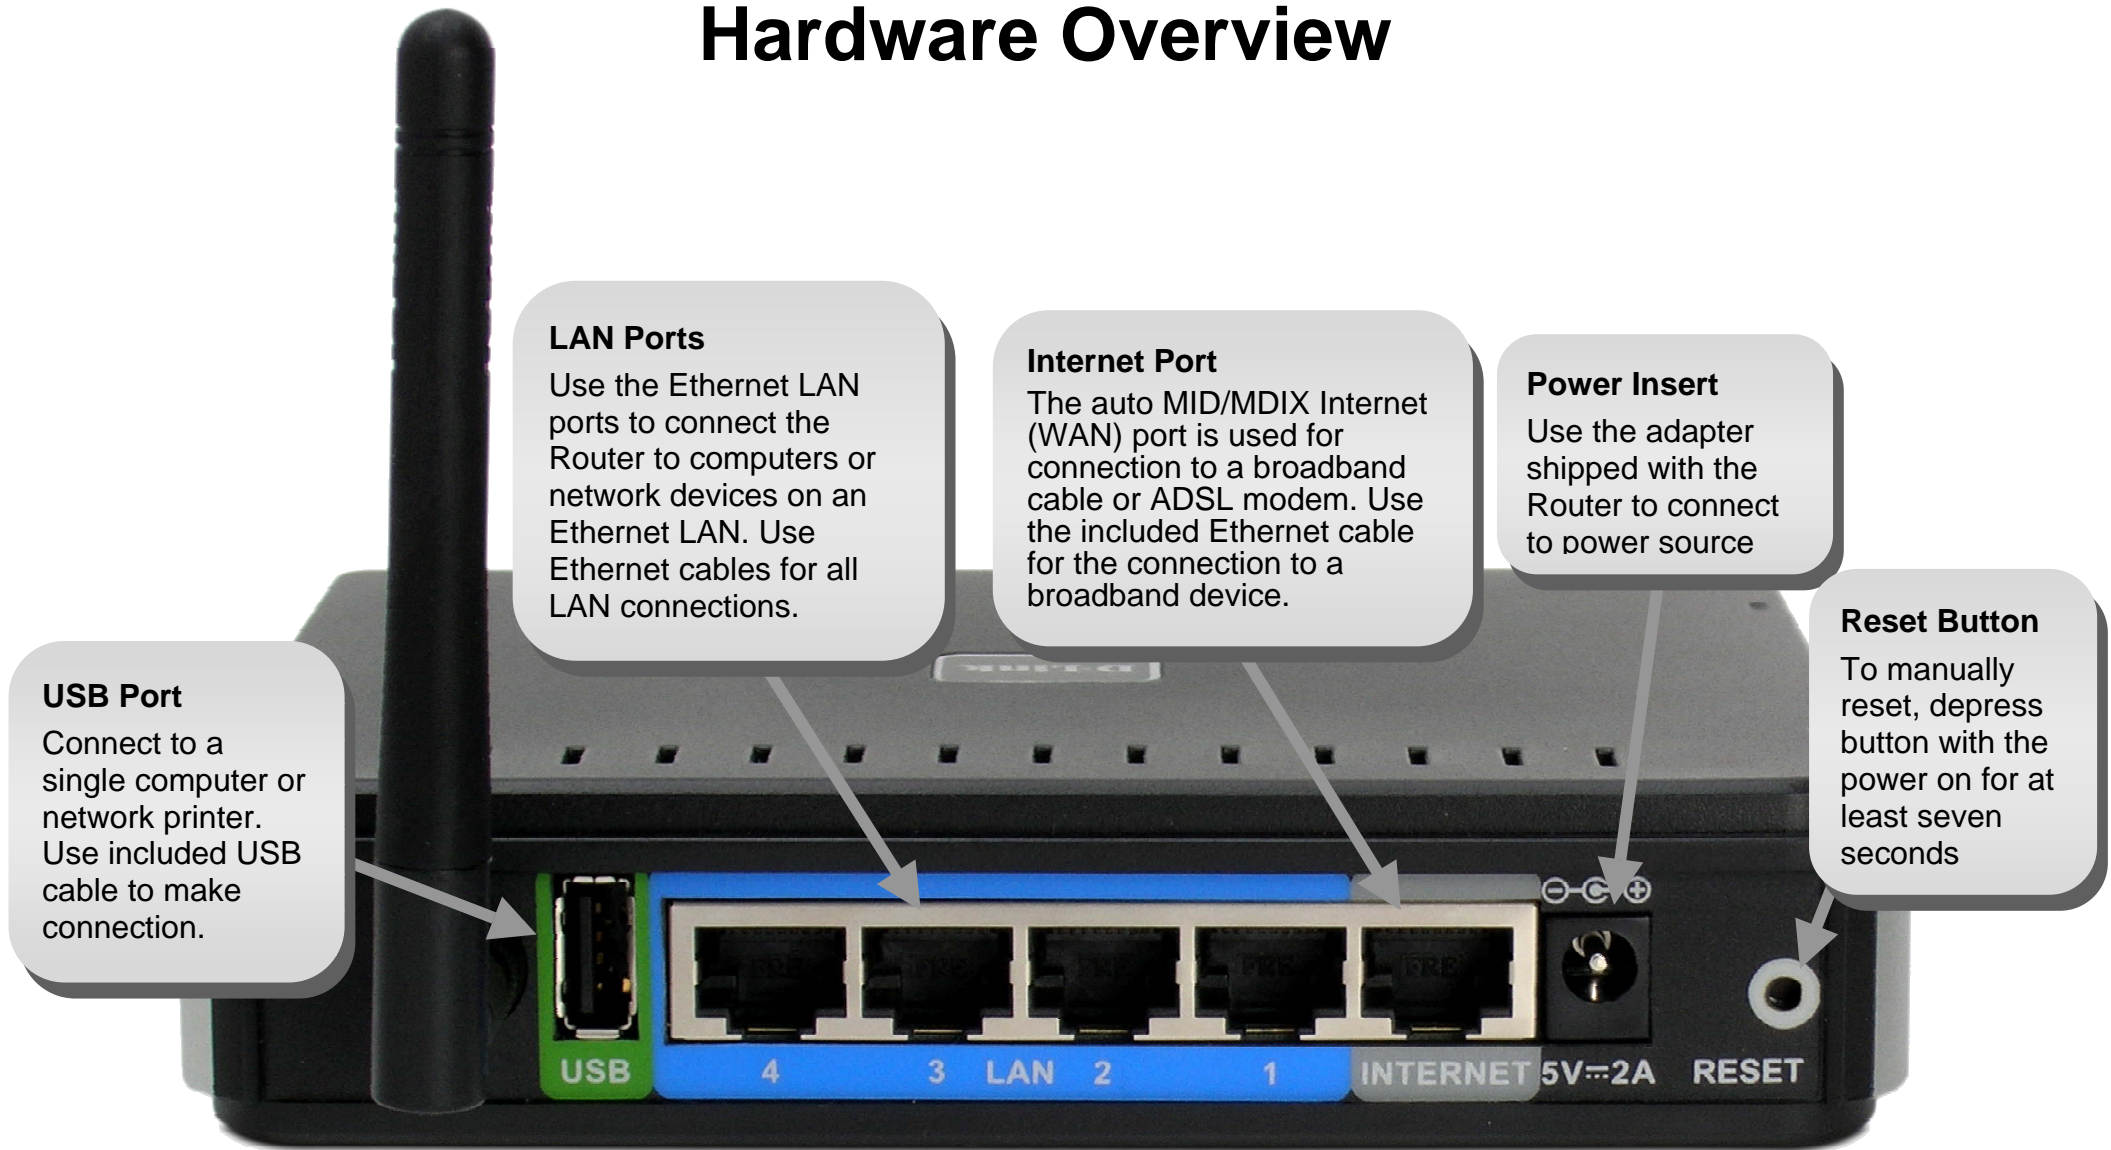 Hardware Overview
LAN Ports
Use the Ethernet LAN
ports to connect the
Router to computers or
network devices on an
Ethernet LAN. Use
Ethernet cables for all
LAN connections.
Internet Port
The auto MID/MDIX Internet
(WAN) port is used for
connection to a broadband
cable or ADSL modem. Use
the included Ethernet cable
for the connection to a
broadband device.
Power Insert
Use the adapter
shipped with the
Router to connect
to power source
Reset Button
To manually
reset, depress
button with the
power on for at
least seven
seconds
USB Port
Connect to a
single computer or
network printer.
Use included USB
cable to make
connection.
D-Link
USB
4 3 LAN 2 1
INTERNET
5V⎓2A
RESET